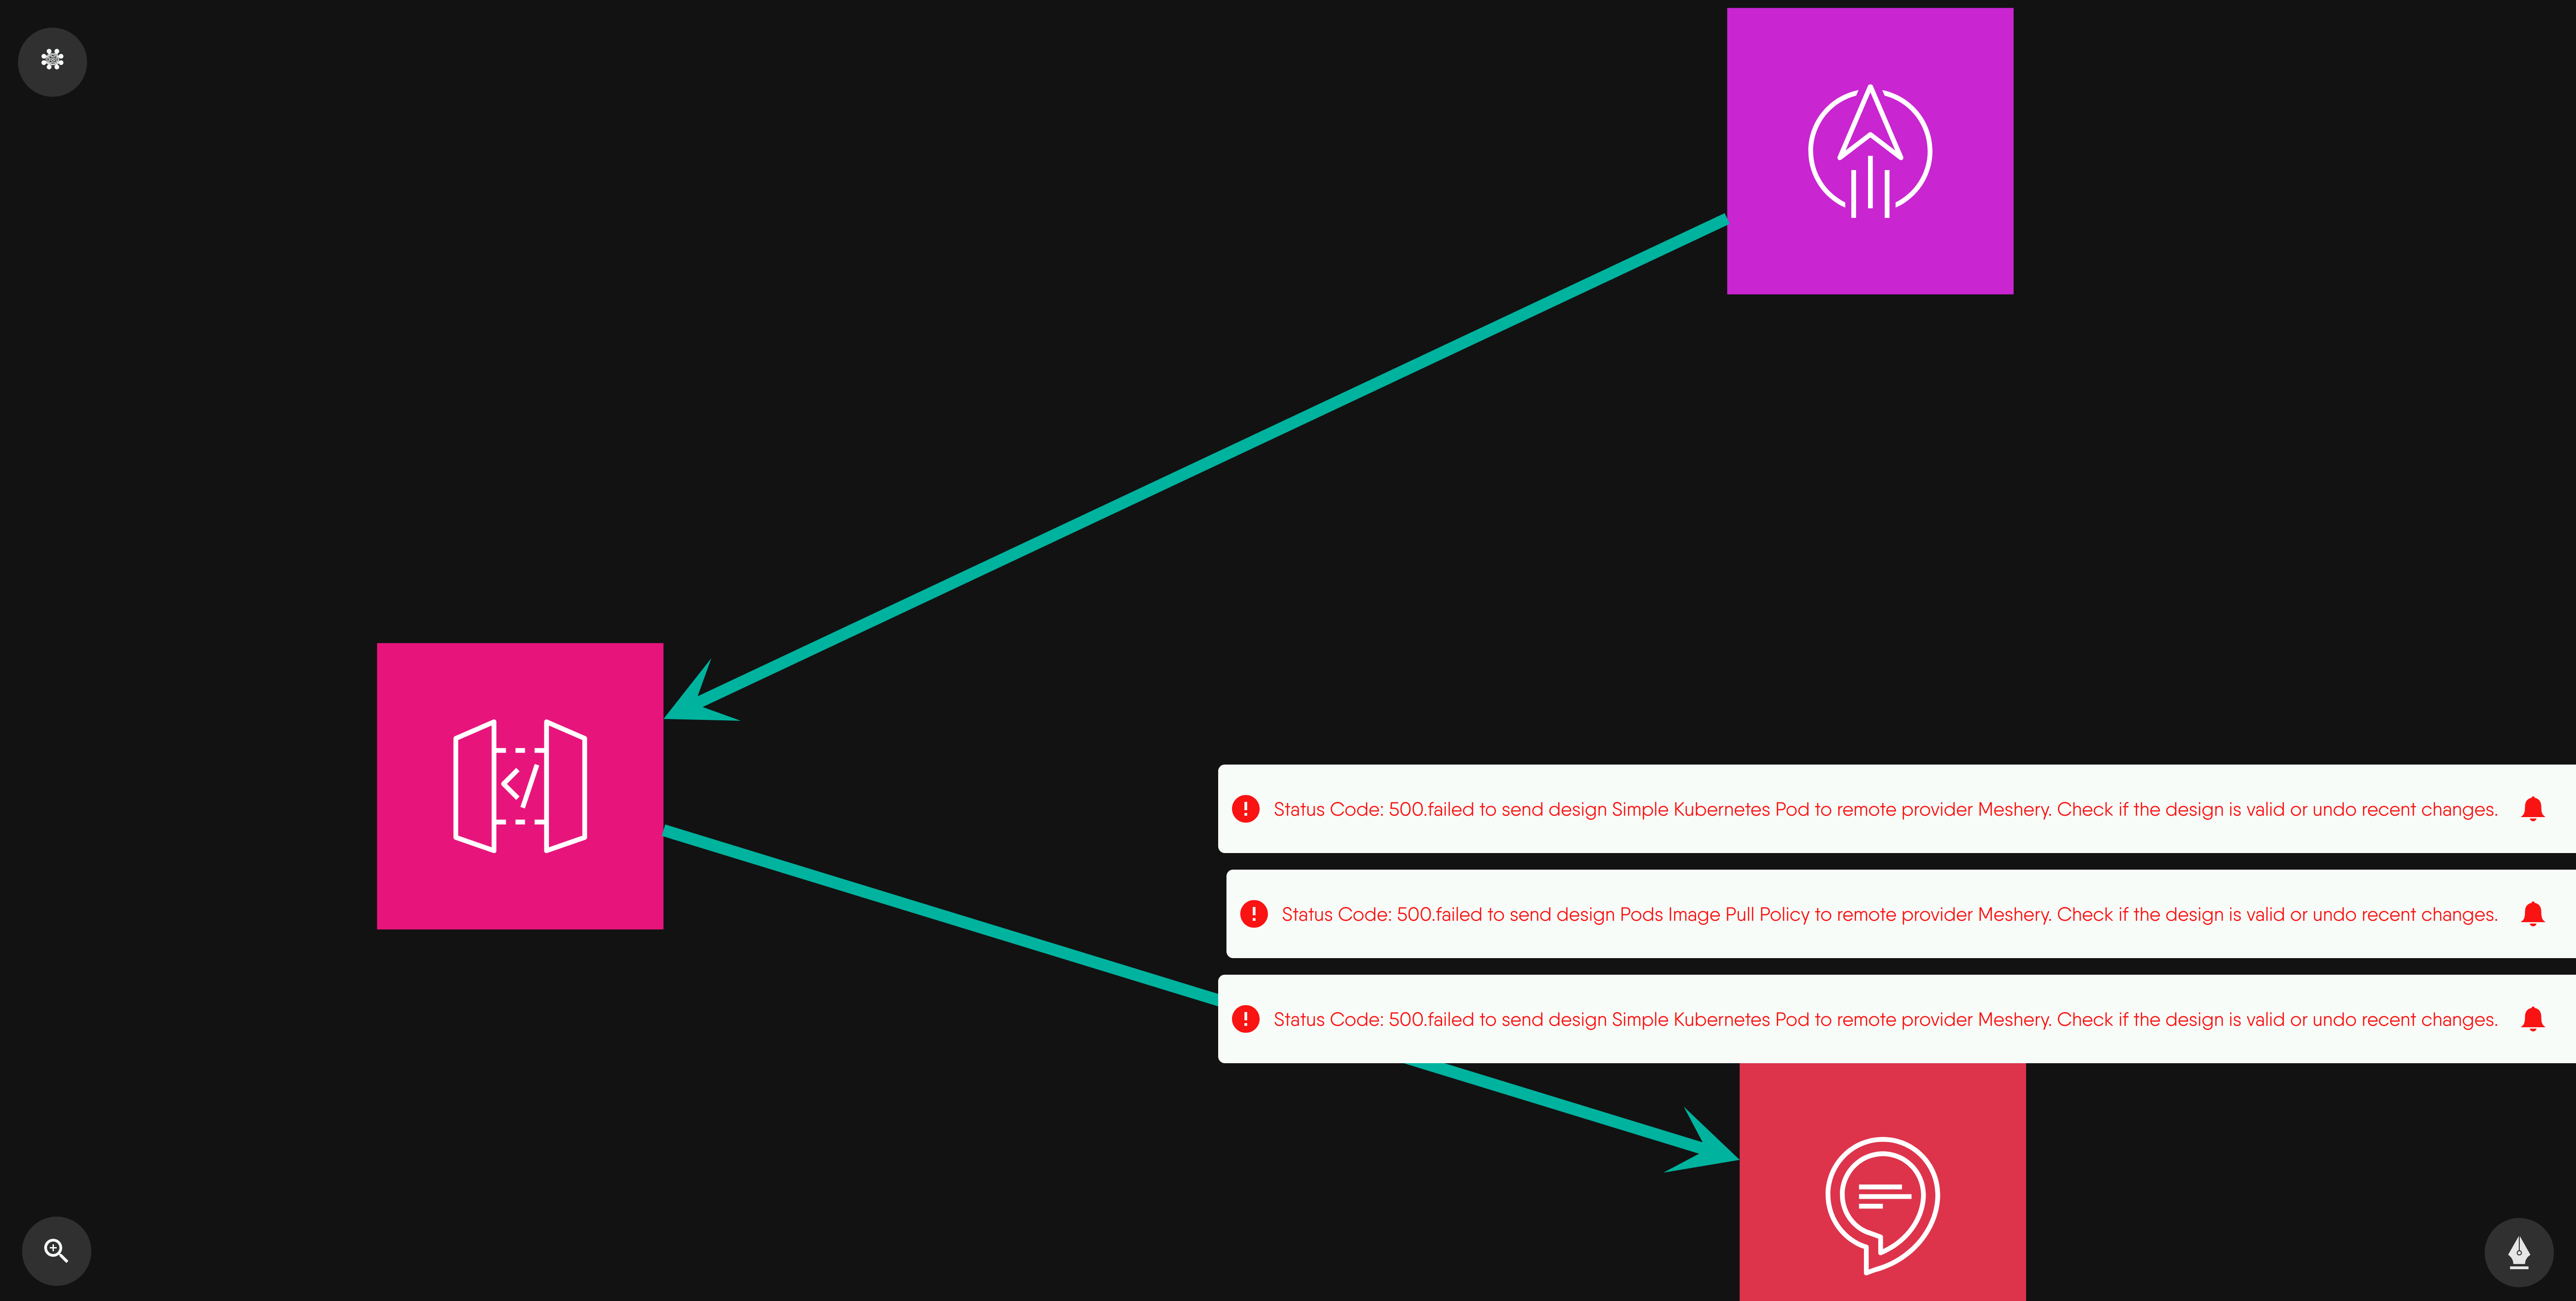 Status Code: 500.failed to send design Simple Kubernetes Pod to remote provider Meshery. Check if the design is valid or undo recent changes.
Status Code: 500.failed to send design Pods Image Pull Policy to remote provider Meshery. Check if the design is valid or undo recent changes.
Status Code: 500.failed to send design Simple Kubernetes Pod to remote provider Meshery. Check if the design is valid or undo recent changes.